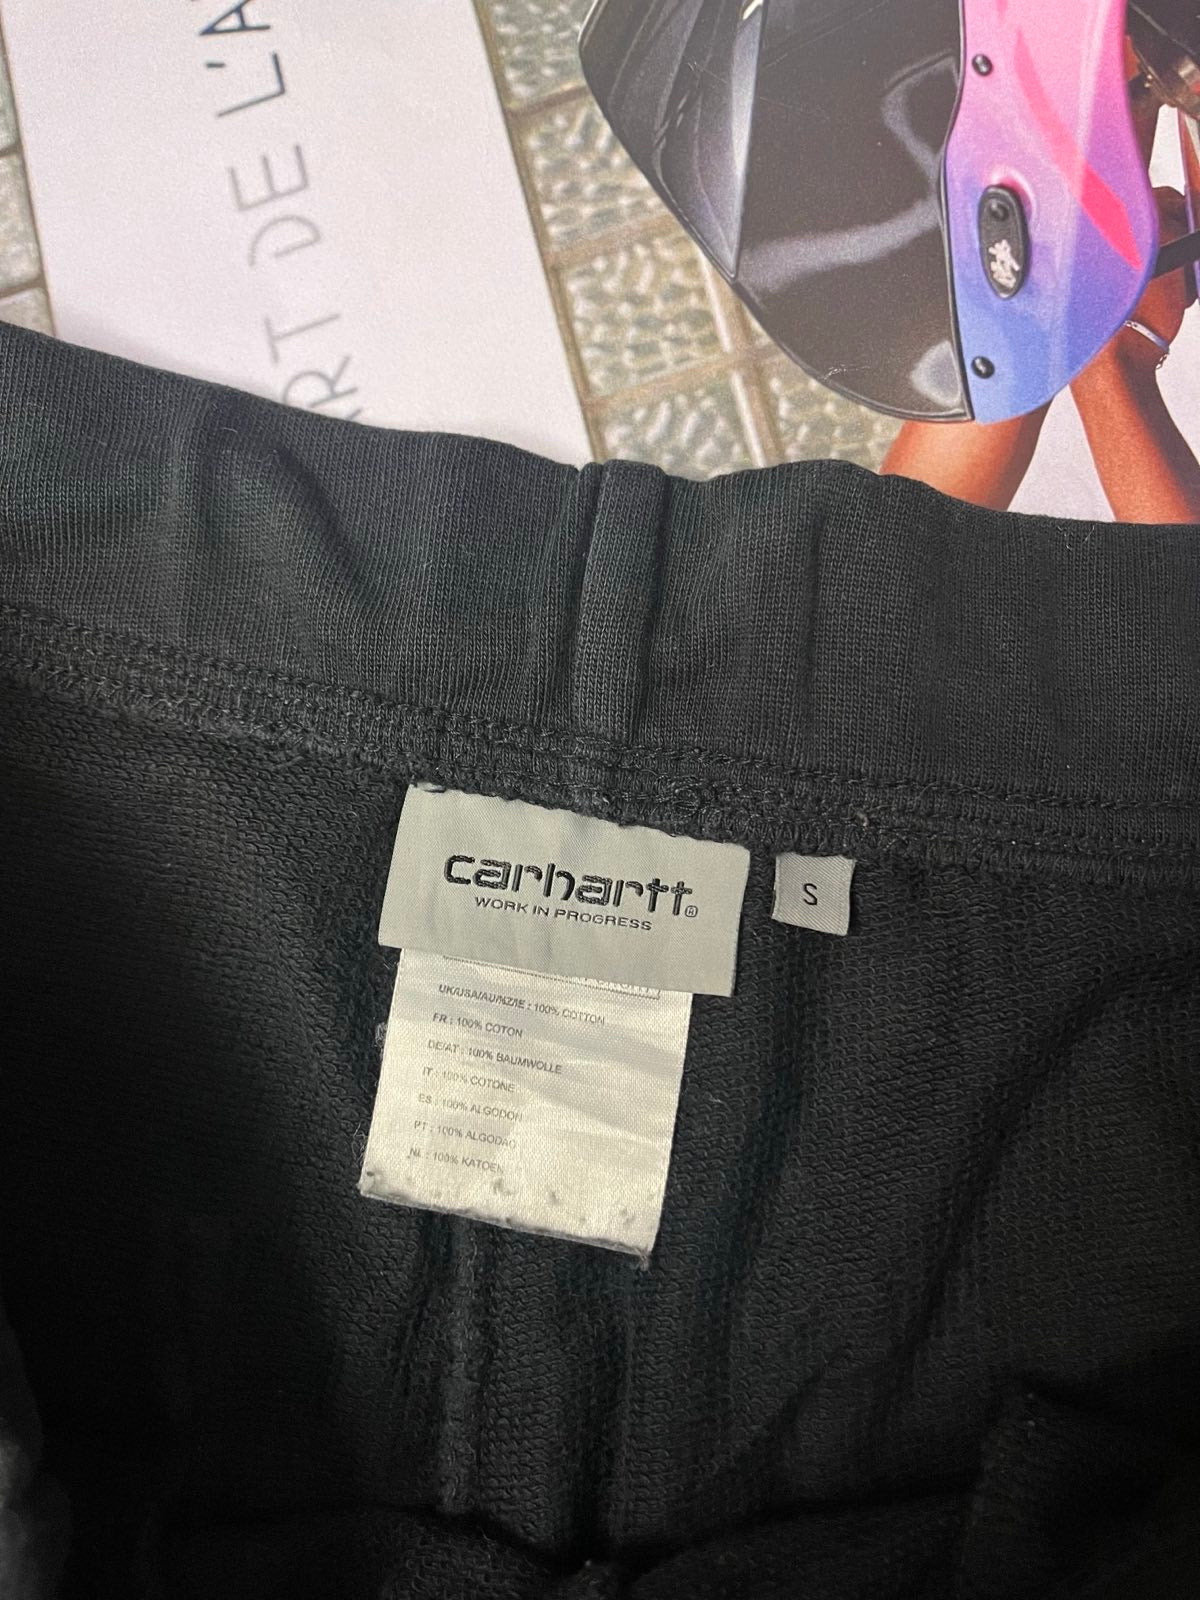 L'A
ART DE
carhartt®
WORK IN PROGRESS
S
UK/USA/AU/NZ/IE : 100% COTTON
FR : 100% COTON
DE/AT : 100% BAUMWOLLE
IT : 100% COTONE
ES : 100% ALGODON
PT : 100% ALGODAO
NL : 100% KATOEN